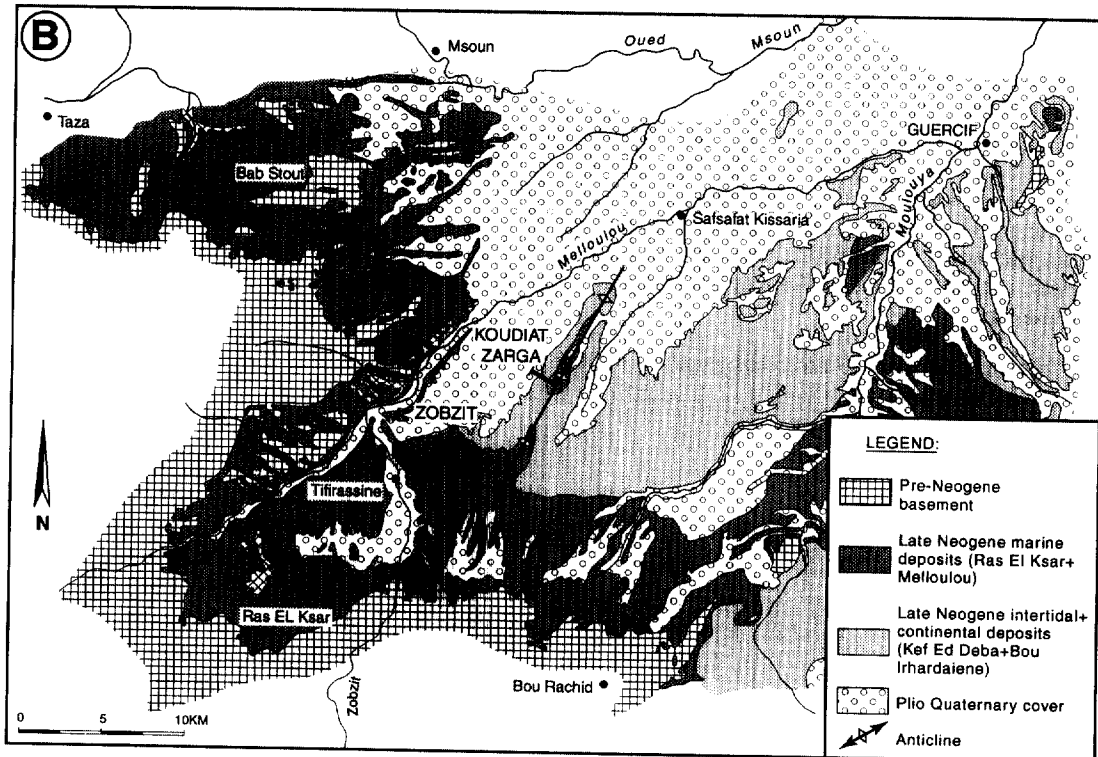 B
Msoun
Oued
Msoun
Taza
GUERCIF
Bab Stout
Moulouya
Safsafat Kissaria
Melloulou
KOUDIAT
ZARGA
ZOBZIT
Tifirassine
N
Ras EL Ksar
Zobzit
Bou Rachid
0 5 10KM
LEGEND:
Pre-Neogene
basement
Late Neogene marine
deposits (Ras El Ksar+
Melloulou)
Late Neogene intertidal+
continental deposits
(Kef Ed Deba+Bou
Irhardaiene)
Plio Quaternary cover
Anticline